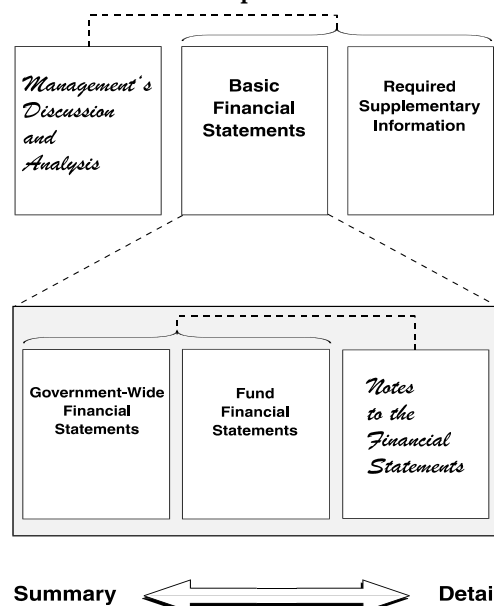 Management's
Discussion
and
Analysis
Basic
Financial
Statements
Required
Supplementary
Information
Government-Wide
Financial
Statements
Fund
Financial
Statements
Notes
to the
Financial
Statements
Summary
Detai